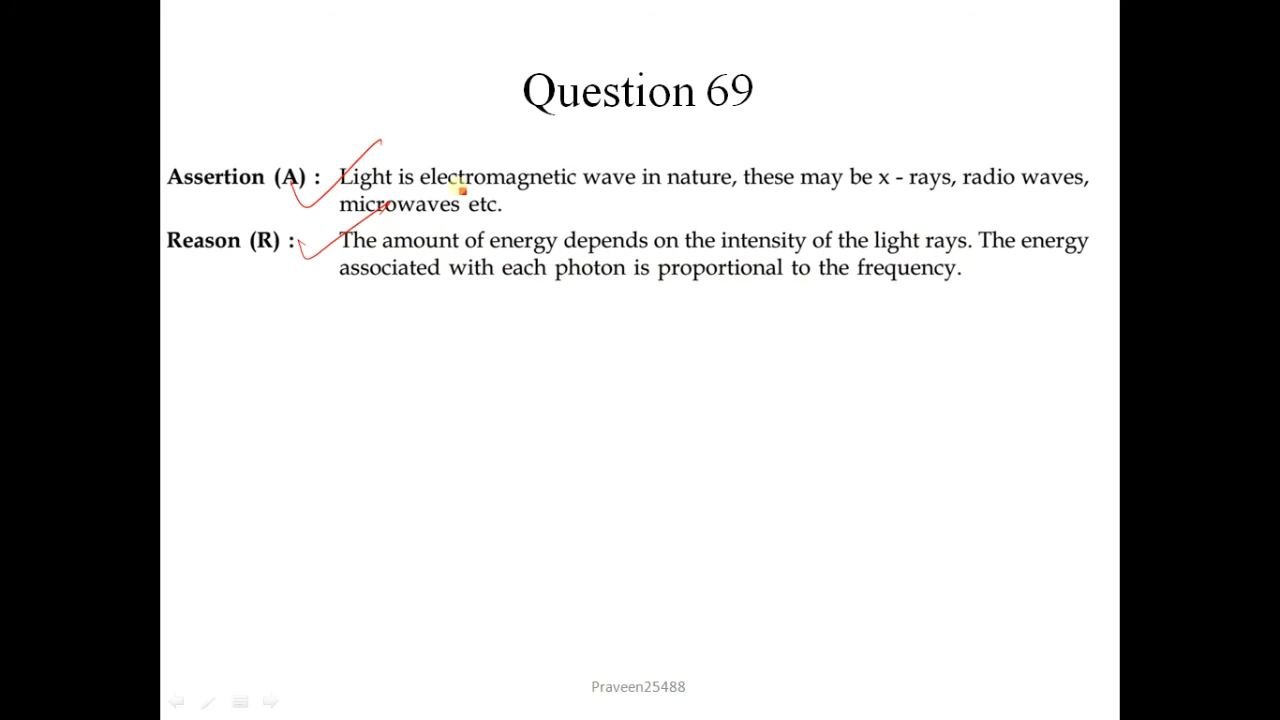 Question 69
Assertion (A) : Light is electromagnetic wave in nature, these may be x - rays, radio waves,
microwaves etc.
Reason (R) : The amount of energy depends on the intensity of the light rays. The energy
associated with each photon is proportional to the frequency.
Praveen25488